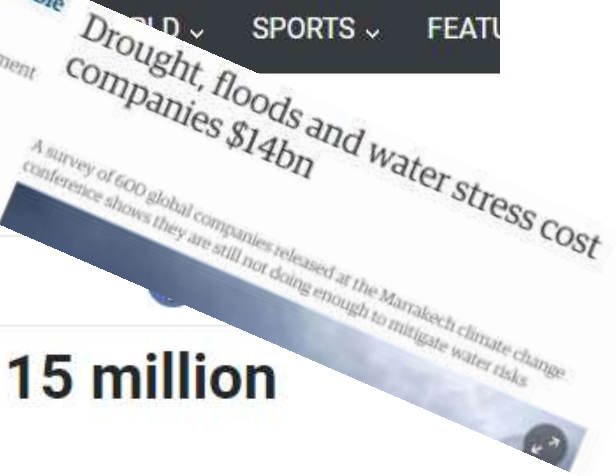 SPORTS
Drought, floods and water stress cost
companies $14bn
A survey of 600 global companies released at the Marrakech climate change
conference shows they are still not doing enough to mitigate water risks
15 million